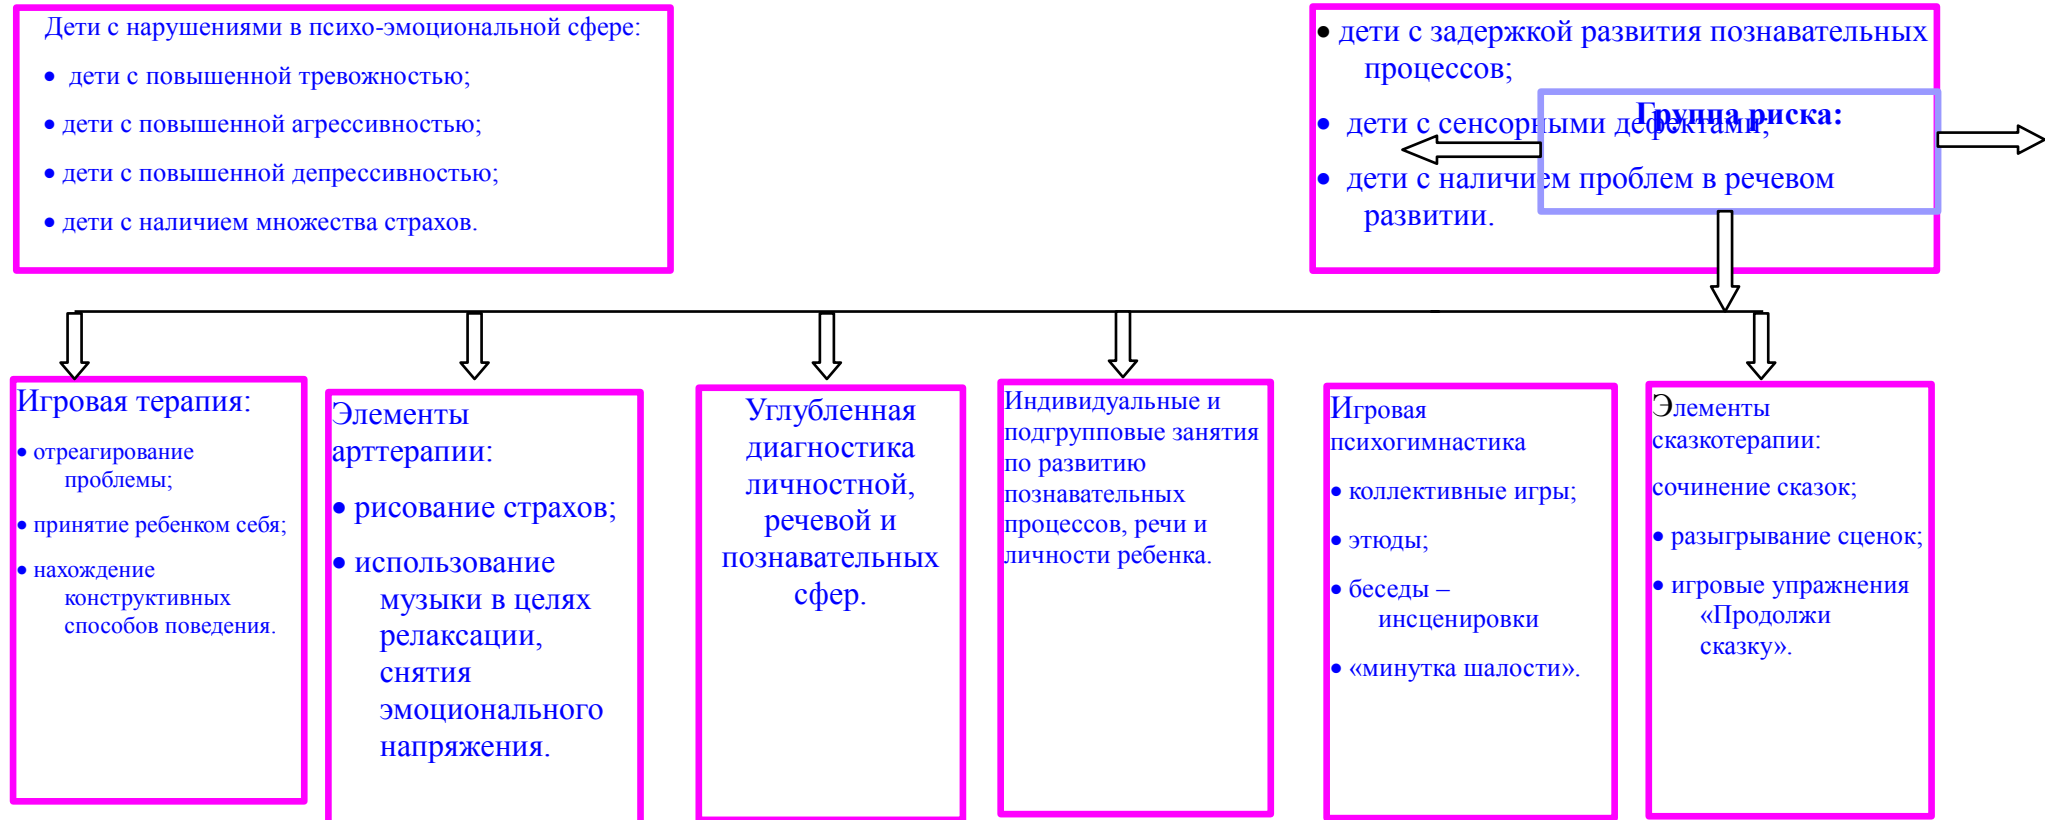 Дети с нарушениями в психо-эмоциональной сфере:
• дети с повышенной тревожностью;
• дети с повышенной агрессивностью;
• дети с повышенной депрессивностью;
• дети с наличием множества страхов.
• дети с задержкой развития познавательных
процессов;
• дети с сенсорными дефектами;
• дети с наличием проблем в речевом
развитии.
Группа риска:
Игровая терапия:
• отреагирование
проблемы;
• принятие ребенком себя;
• нахождение
конструктивных
способов поведения.
Элементы
арттерапии:
• рисование страхов;
• использование
музыки в целях
релаксации,
снятия
эмоционального
напряжения.
Углубленная
диагностика
личностной,
речевой и
познавательных
сфер.
Индивидуальные и
подгрупповые занятия
по развитию
познавательных
процессов, речи и
личности ребенка.
Игровая
психогимнастика
• коллективные игры;
• этюды;
• беседы –
инсценировки
• «минутка шалости».
Элементы
сказкотерапии:
сочинение сказок;
• разыгрывание сценок;
• игровые упражнения
«Продолжи
сказку».